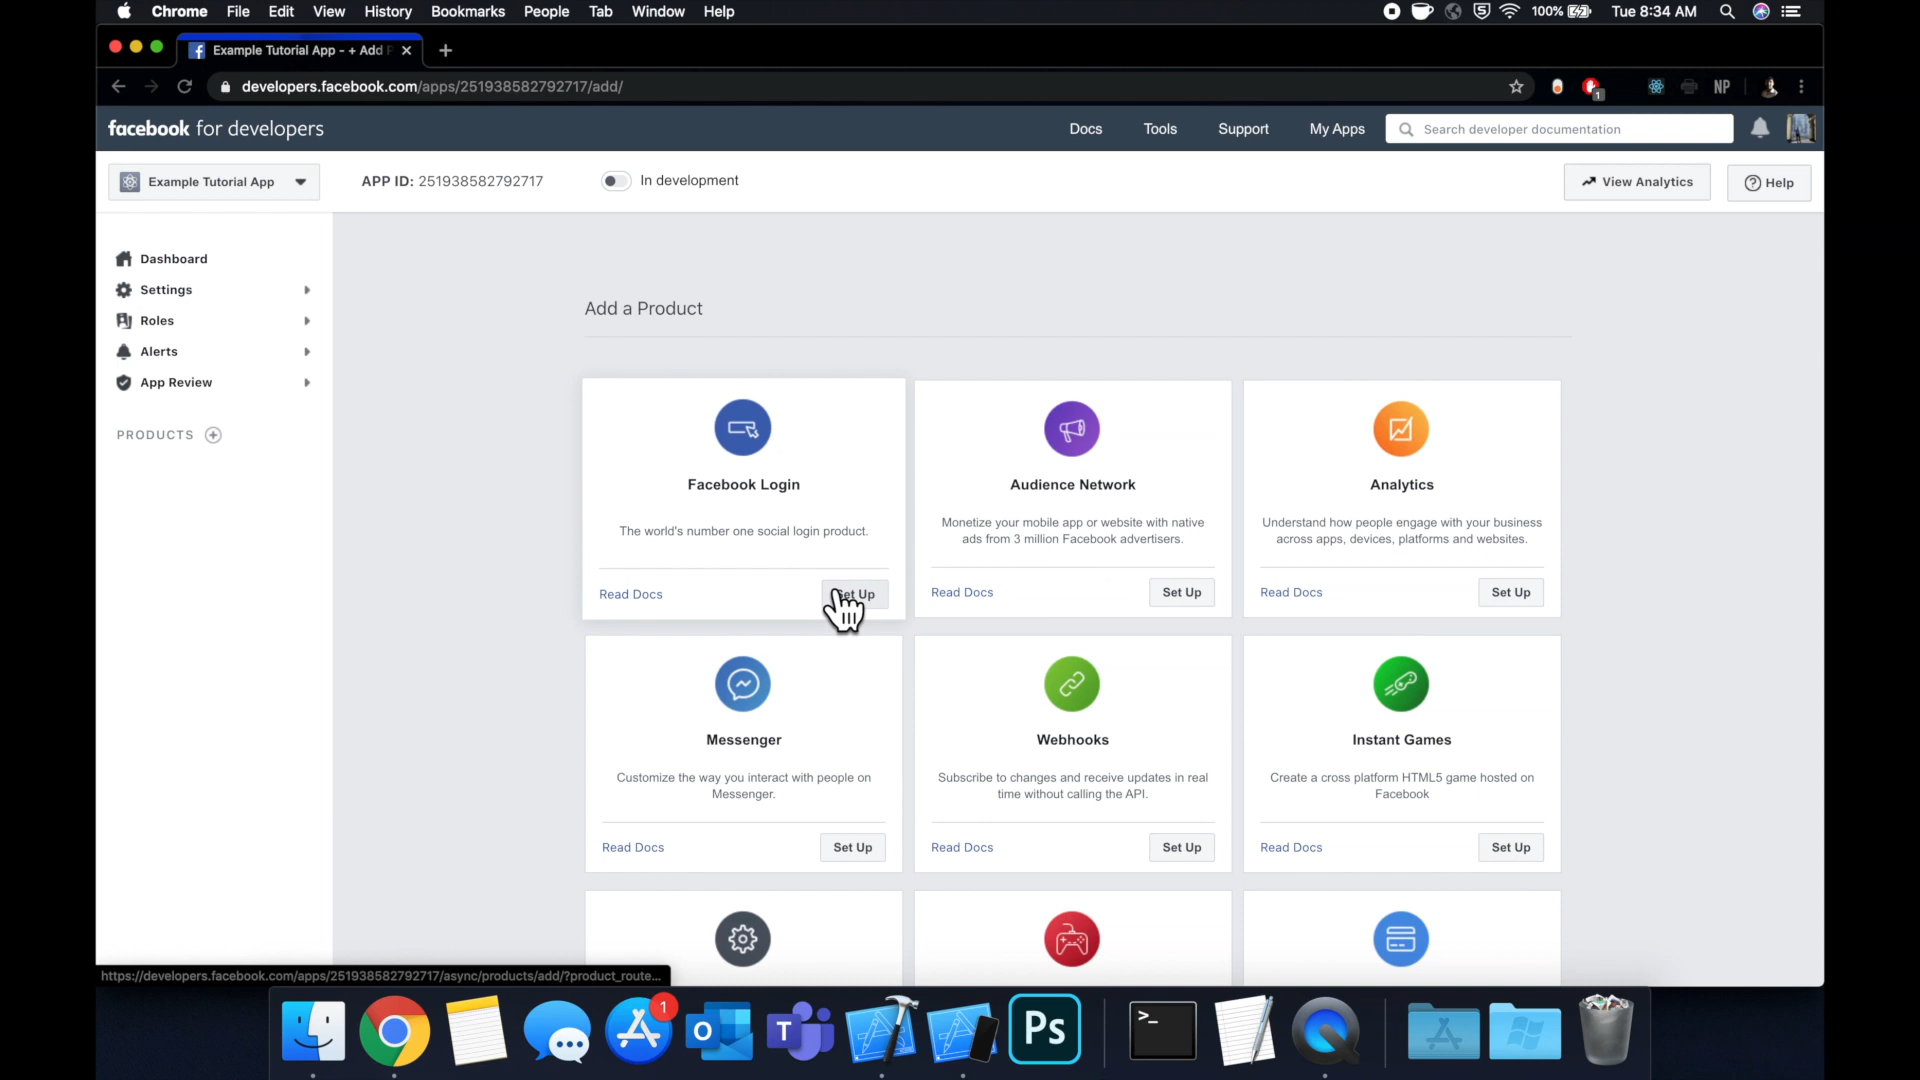 Chrome File Edit View History Bookmarks People Tab Window Help
100% Tue 8:34 AM
Example Tutorial App - + Add P
developers.facebook.com/apps/251938582792717/add/
1
NP
facebook for developers
Docs Tools Support My Apps Search developer documentation
Example Tutorial App
APP ID: 251938582792717
In development
View Analytics
Help
Dashboard
Settings
Roles
Alerts
App Review
PRODUCTS
Add a Product
Facebook Login
The world's number one social login product.
Read Docs
Set Up
Audience Network
Monetize your mobile app or website with native
ads from 3 million Facebook advertisers.
Read Docs
Set Up
Analytics
Understand how people engage with your business
across apps, devices, platforms and websites.
Read Docs
Set Up
Messenger
Customize the way you interact with people on
Messenger.
Read Docs
Set Up
Webhooks
Subscribe to changes and receive updates in real
time without calling the API.
Read Docs
Set Up
Instant Games
Create a cross platform HTML5 game hosted on
Facebook
Read Docs
Set Up
https://developers.facebook.com/apps/251938582792717/async/products/add/?product_route...
1
O
T
Ps
>_